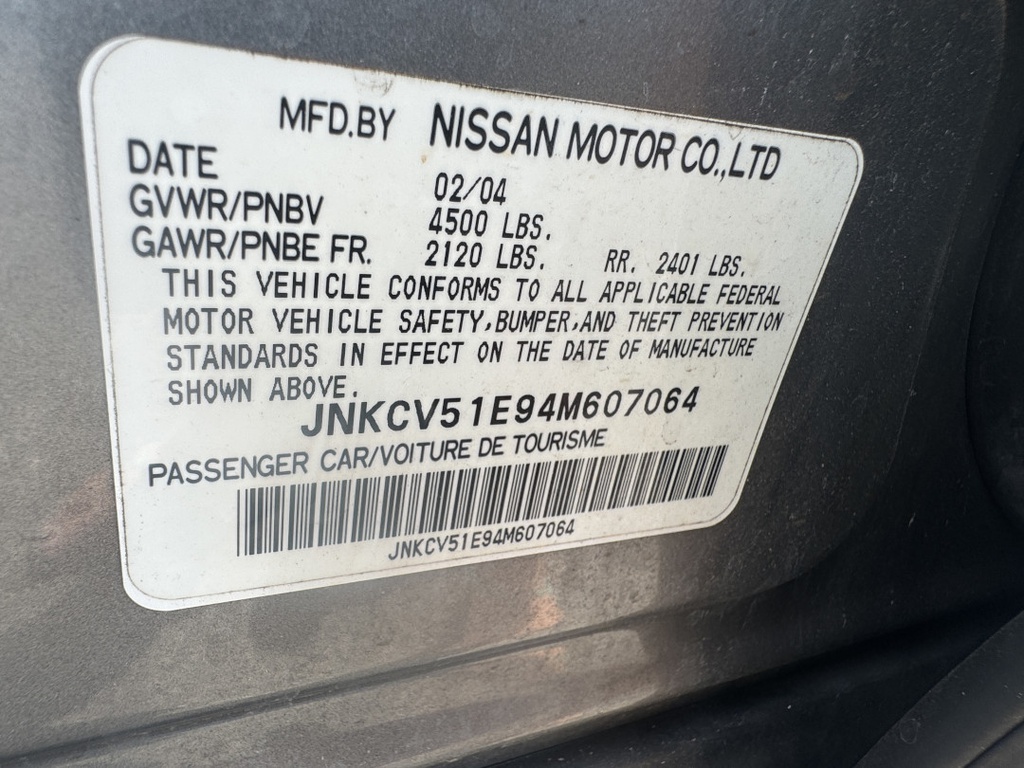 MFD.BY NISSAN MOTOR CO.,LTD
DATE 02/04
GVWR/PNBV 4500 LBS.
GAWR/PNBE FR. 2120 LBS. RR. 2401 LBS.
THIS VEHICLE CONFORMS TO ALL APPLICABLE FEDERAL
MOTOR VEHICLE SAFETY,BUMPER,AND THEFT PREVENTION
STANDARDS IN EFFECT ON THE DATE OF MANUFACTURE
SHOWN ABOVE.
JNKCV51E94M607064
PASSENGER CAR/VOITURE DE TOURISME
JNKCV51E94M607064